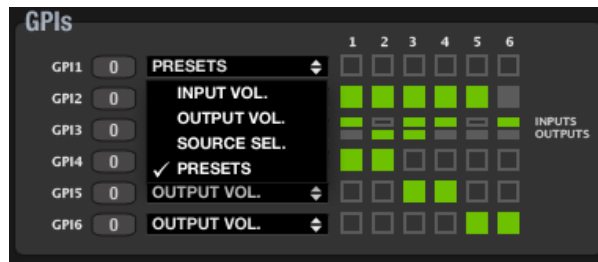 GPIs
1 2 3 4 5 6
GPI1 0 PRESETS
GPI2 0 INPUT VOL.
OUTPUT VOL.
GPI3 0 INPUTS
OUTPUTS
SOURCE SEL.
GPI4 0 ✓ PRESETS
GPI5 0 OUTPUT VOL.
GPI6 0 OUTPUT VOL.